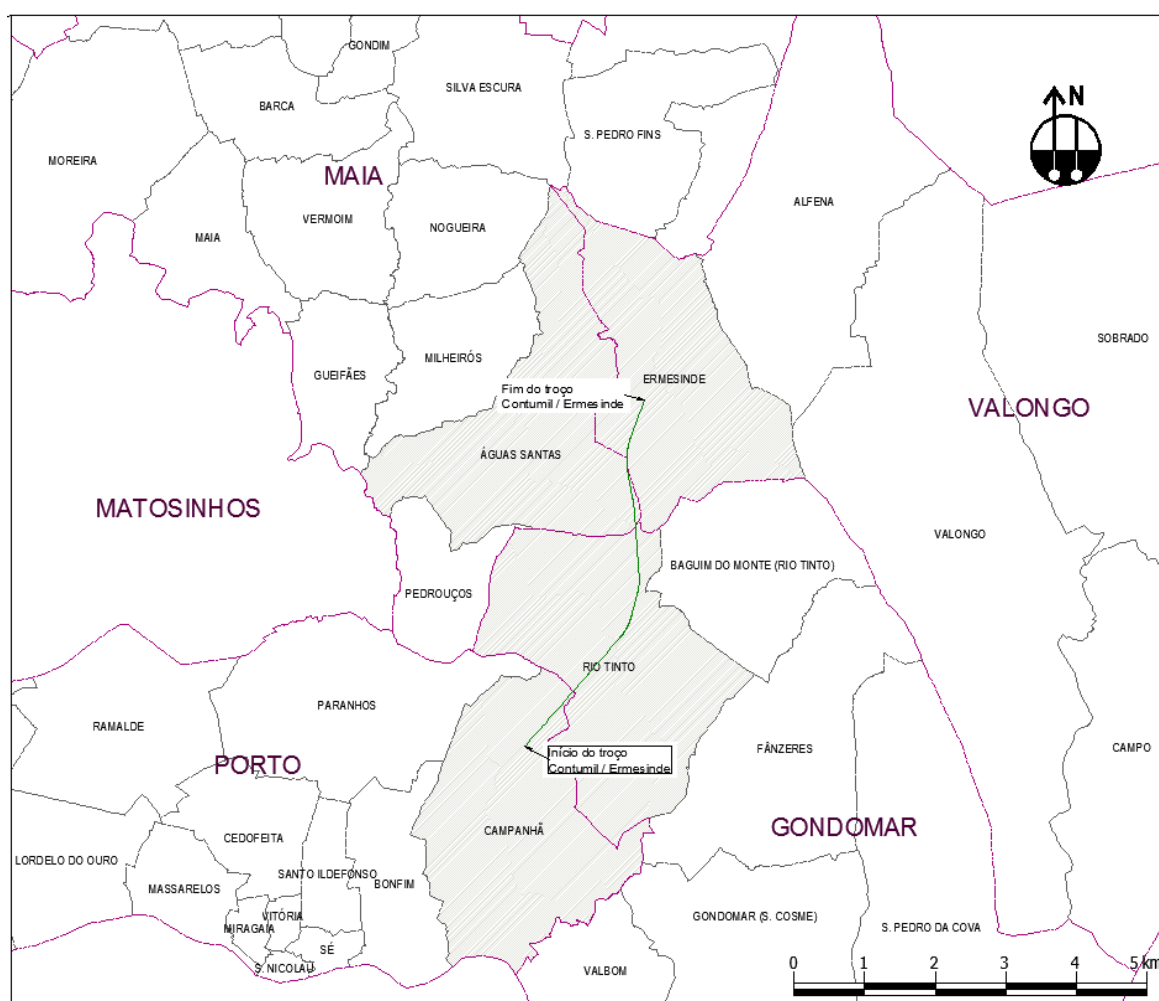 GONDIM
SILVA ESCURA
BARCA
S. PEDRO FINS
N
MOREIRA
MAIA
ALFENA
VERMOIM
NOGUEIRA
MAIA
SOBRADO
MILHEIRÓS
GUEIFÃES
ERMESINDE
Fim do troço
Contumil / Ermesinde
VALONGO
ÁGUAS SANTAS
MATOSINHOS
VALONGO
BAGUIM DO MONTE (RIO TINTO)
PEDROUÇOS
RIO TINTO
PARANHOS
RAMALDE
FÂNZERES
CAMPO
Início do troço
Contumil / Ermesinde
PORTO
GONDOMAR
CAMPANHÃ
CEDOFEITA
LORDELO DO OURO
SANTO ILDEFONSO
BONFIM
MASSARELOS
VITÓRIA
GONDOMAR (S. COSME)
MIRAGAIA
S. PEDRO DA COVA
SÉ
S. NICOLAU
VALBOM
0 1 2 3 4 5 km